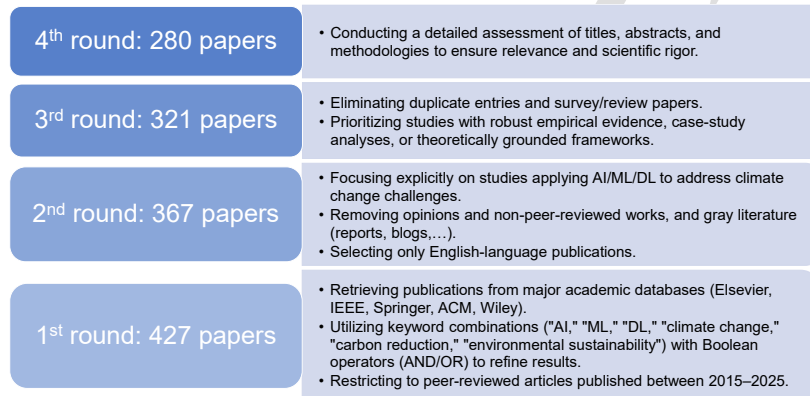 4th round: 280 papers
• Conducting a detailed assessment of titles, abstracts, and
methodologies to ensure relevance and scientific rigor.
3rd round: 321 papers
• Eliminating duplicate entries and survey/review papers.
• Prioritizing studies with robust empirical evidence, case-study
analyses, or theoretically grounded frameworks.
2nd round: 367 papers
• Focusing explicitly on studies applying AI/ML/DL to address climate
change challenges.
• Removing opinions and non-peer-reviewed works, and gray literature
(reports, blogs,…).
• Selecting only English-language publications.
1st round: 427 papers
• Retrieving publications from major academic databases (Elsevier,
IEEE, Springer, ACM, Wiley).
• Utilizing keyword combinations ("AI," "ML," "DL," "climate change,"
"carbon reduction," "environmental sustainability") with Boolean
operators (AND/OR) to refine results.
• Restricting to peer-reviewed articles published between 2015–2025.